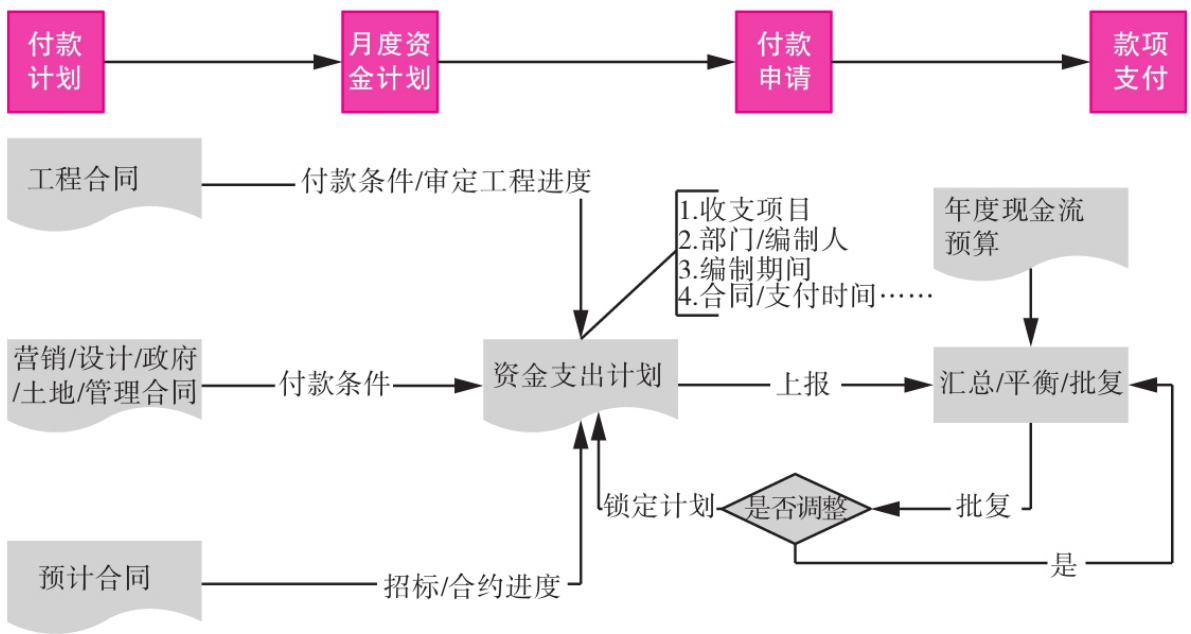 付款
计划
月度资
金计划
付款
申请
款项
支付
工程合同
付款条件/审定工程进度
1.收支项目
2.部门/编制人
3.编制期间
4.合同/支付时间……
年度现金流
预算
营销/设计/政府
/土地/管理合同
付款条件
资金支出计划
上报
汇总/平衡/批复
锁定计划
是否调整
批复
是
预计合同
招标/合约进度